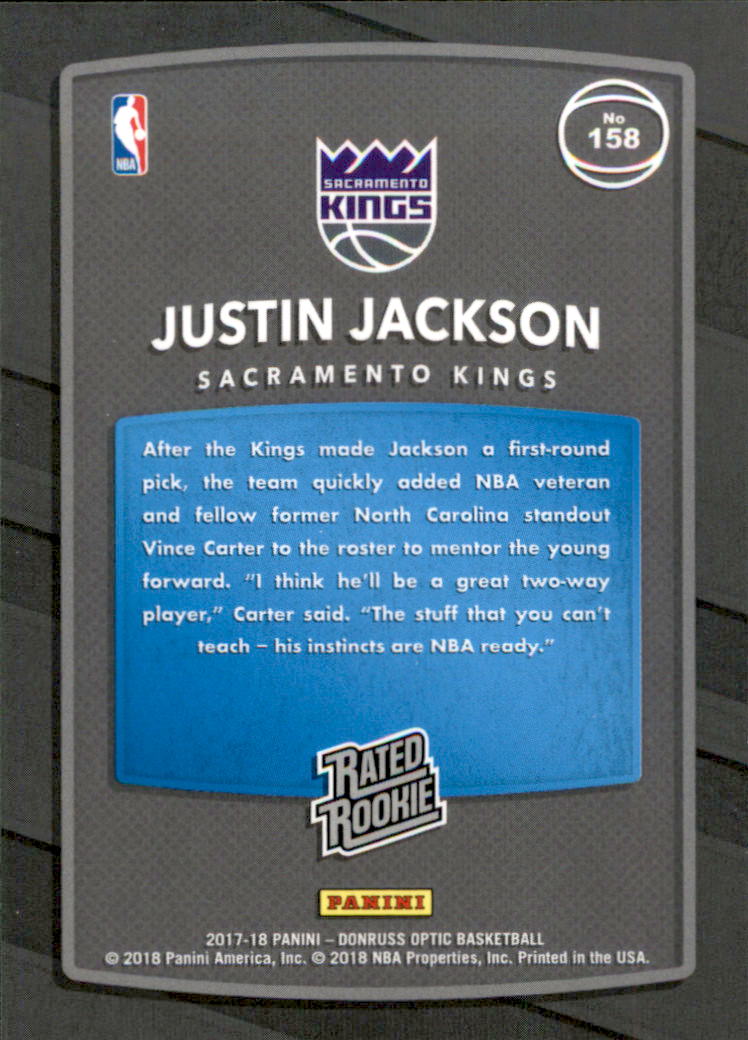 NBA
No
158
SACRAMENTO
KINGS
JUSTIN JACKSON
SACRAMENTO KINGS
After the Kings made Jackson a first-round
pick, the team quickly added NBA veteran
and fellow former North Carolina standout
Vince Carter to the roster to mentor the young
forward. "I think he'll be a great two-way
player," Carter said. "The stuff that you can't
teach – his instincts are NBA ready."
RATED
ROOKIE
PANINI
2017-18 PANINI – DONRUSS OPTIC BASKETBALL
© 2018 Panini America, Inc. © 2018 NBA Properties, Inc. Printed in the USA.